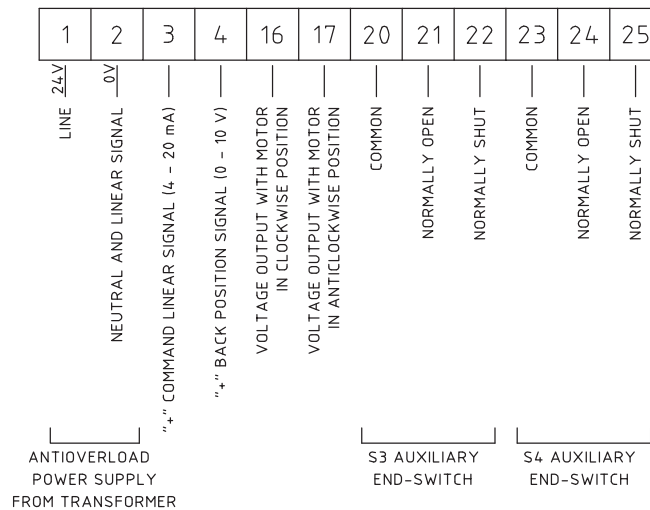 1 2 3 4 16 17 20 21 22 23 24 25
24V
LINE
0V
NEUTRAL AND LINEAR SIGNAL
"+" COMMAND LINEAR SIGNAL (4 - 20 mA)
"+" BACK POSITION SIGNAL (0 - 10 V)
VOLTAGE OUTPUT WITH MOTOR
IN CLOCKWISE POSITION
VOLTAGE OUTPUT WITH MOTOR
IN ANTICLOCKWISE POSITION
COMMON
NORMALLY OPEN
NORMALLY SHUT
COMMON
NORMALLY OPEN
NORMALLY SHUT
ANTIOVERLOAD
POWER SUPPLY
FROM TRANSFORMER
S3 AUXILIARY
END-SWITCH
S4 AUXILIARY
END-SWITCH